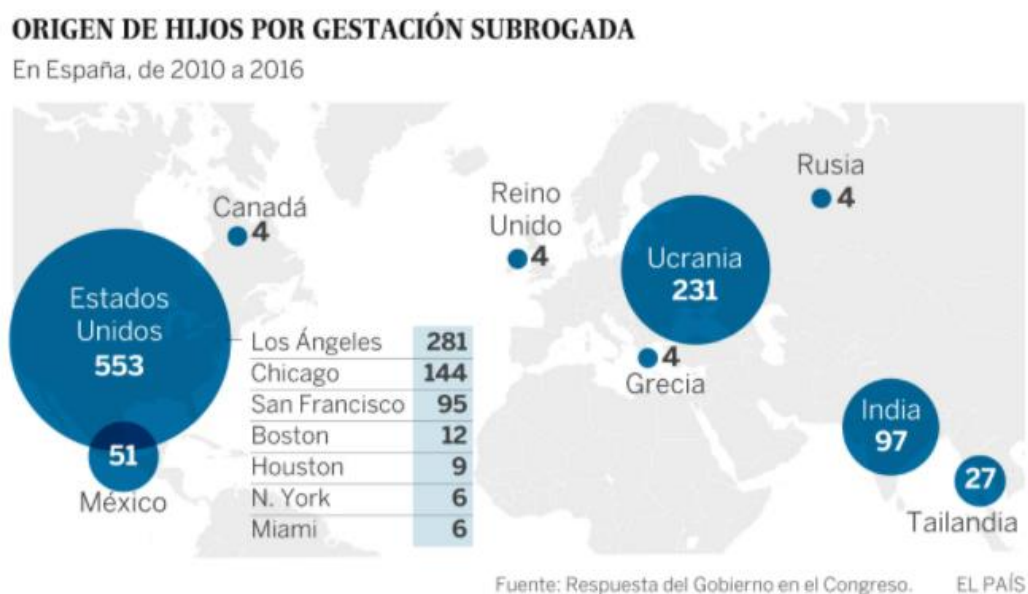 ORIGEN DE HIJOS POR GESTACIÓN SUBROGADA
En España, de 2010 a 2016
Canadá
4
Reino
Unido
4
Rusia
4
Ucrania
231
Estados
Unidos
553
Los Ángeles 281
Chicago 144
San Francisco 95
Boston 12
Houston 9
N. York 6
Miami 6
4
Grecia
India
97
51
México
27
Tailandia
Fuente: Respuesta del Gobierno en el Congreso. EL PAÍS